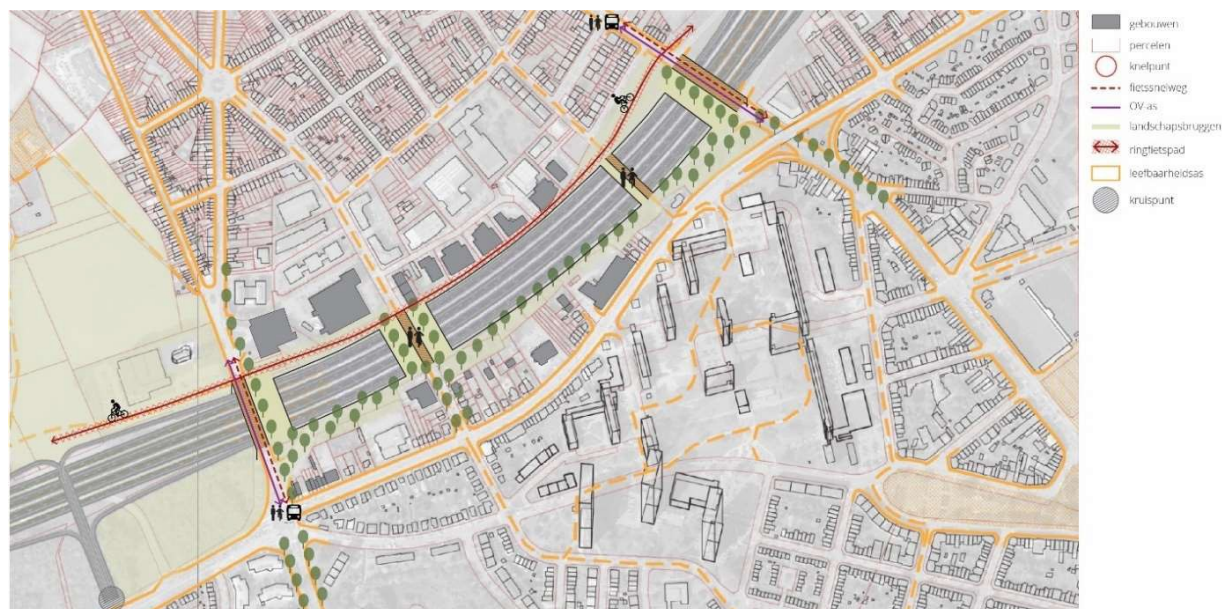 gebouwen
percelen
knelpunt
fietssnelweg
OV-as
landschapsbruggen
ringfietspad
leefbaarheidsas
kruispunt